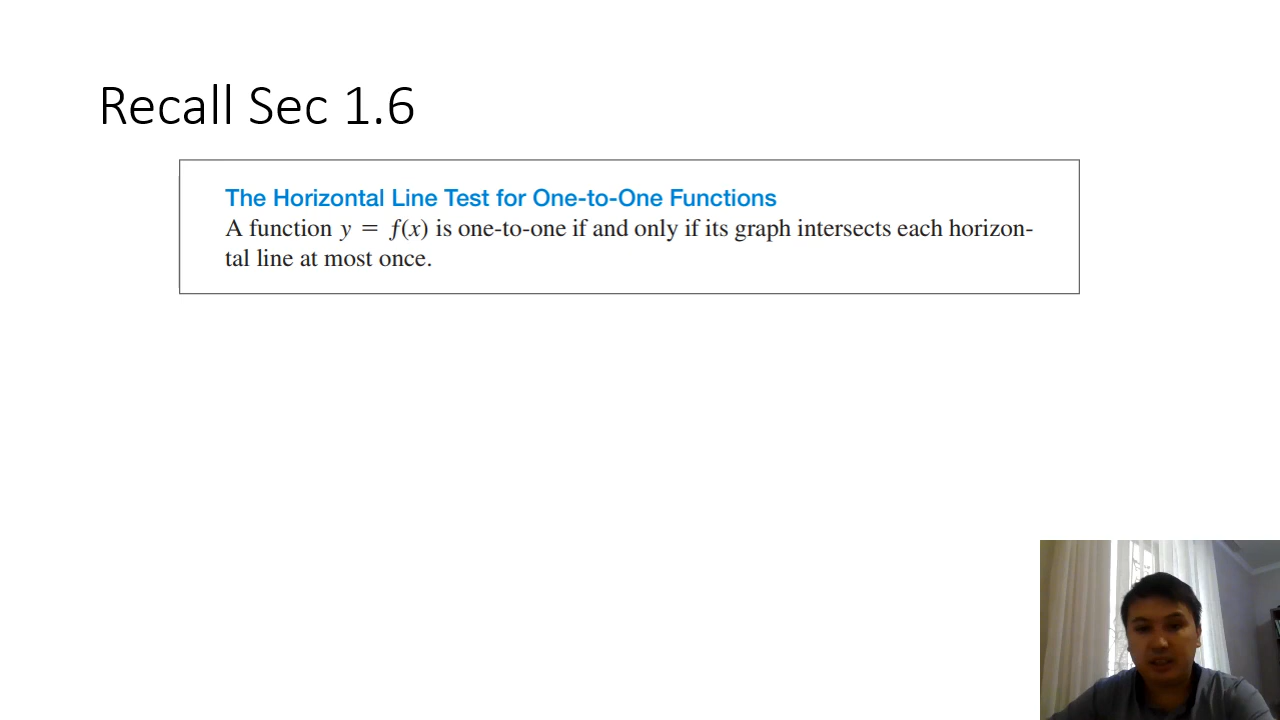 Recall Sec 1.6
The Horizontal Line Test for One-to-One Functions
A function y = f(x) is one-to-one if and only if its graph intersects each horizon-
tal line at most once.